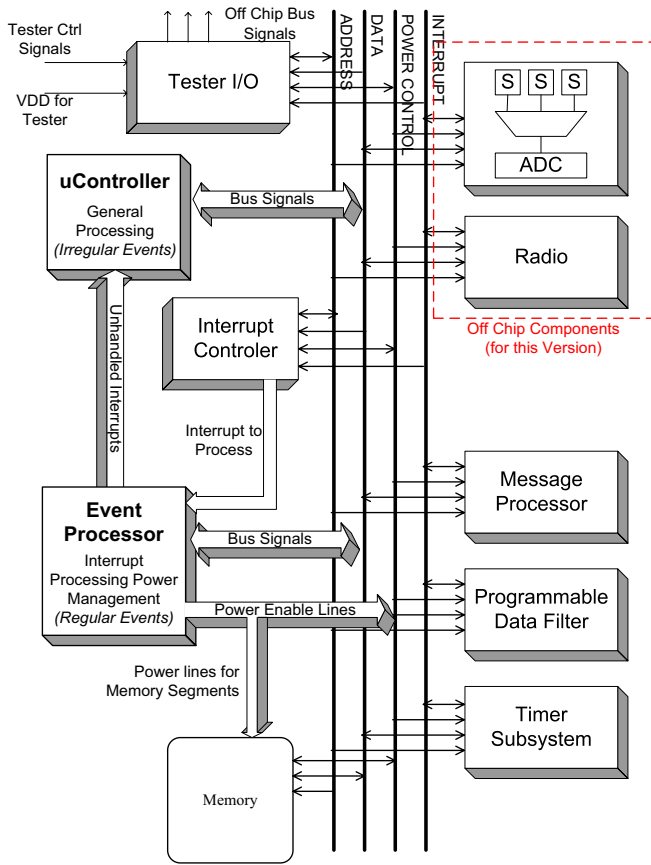 Off Chip Bus
Signals
Tester Ctrl
Signals
VDD for
Tester
Tester I/O
ADDRESS
DATA
POWER CONTROL
INTERRUPT
S S S
ADC
uController
General
Processing
(Irregular Events)
Bus Signals
Radio
Off Chip Components
(for this Version)
Unhandled Interrupts
Interrupt
Controler
Interrupt to
Process
Message
Processor
Event
Processor
Interrupt
Processing Power
Management
(Regular Events)
Bus Signals
Power Enable Lines
Programmable
Data Filter
Power lines for
Memory Segments
Timer
Subsystem
Memory